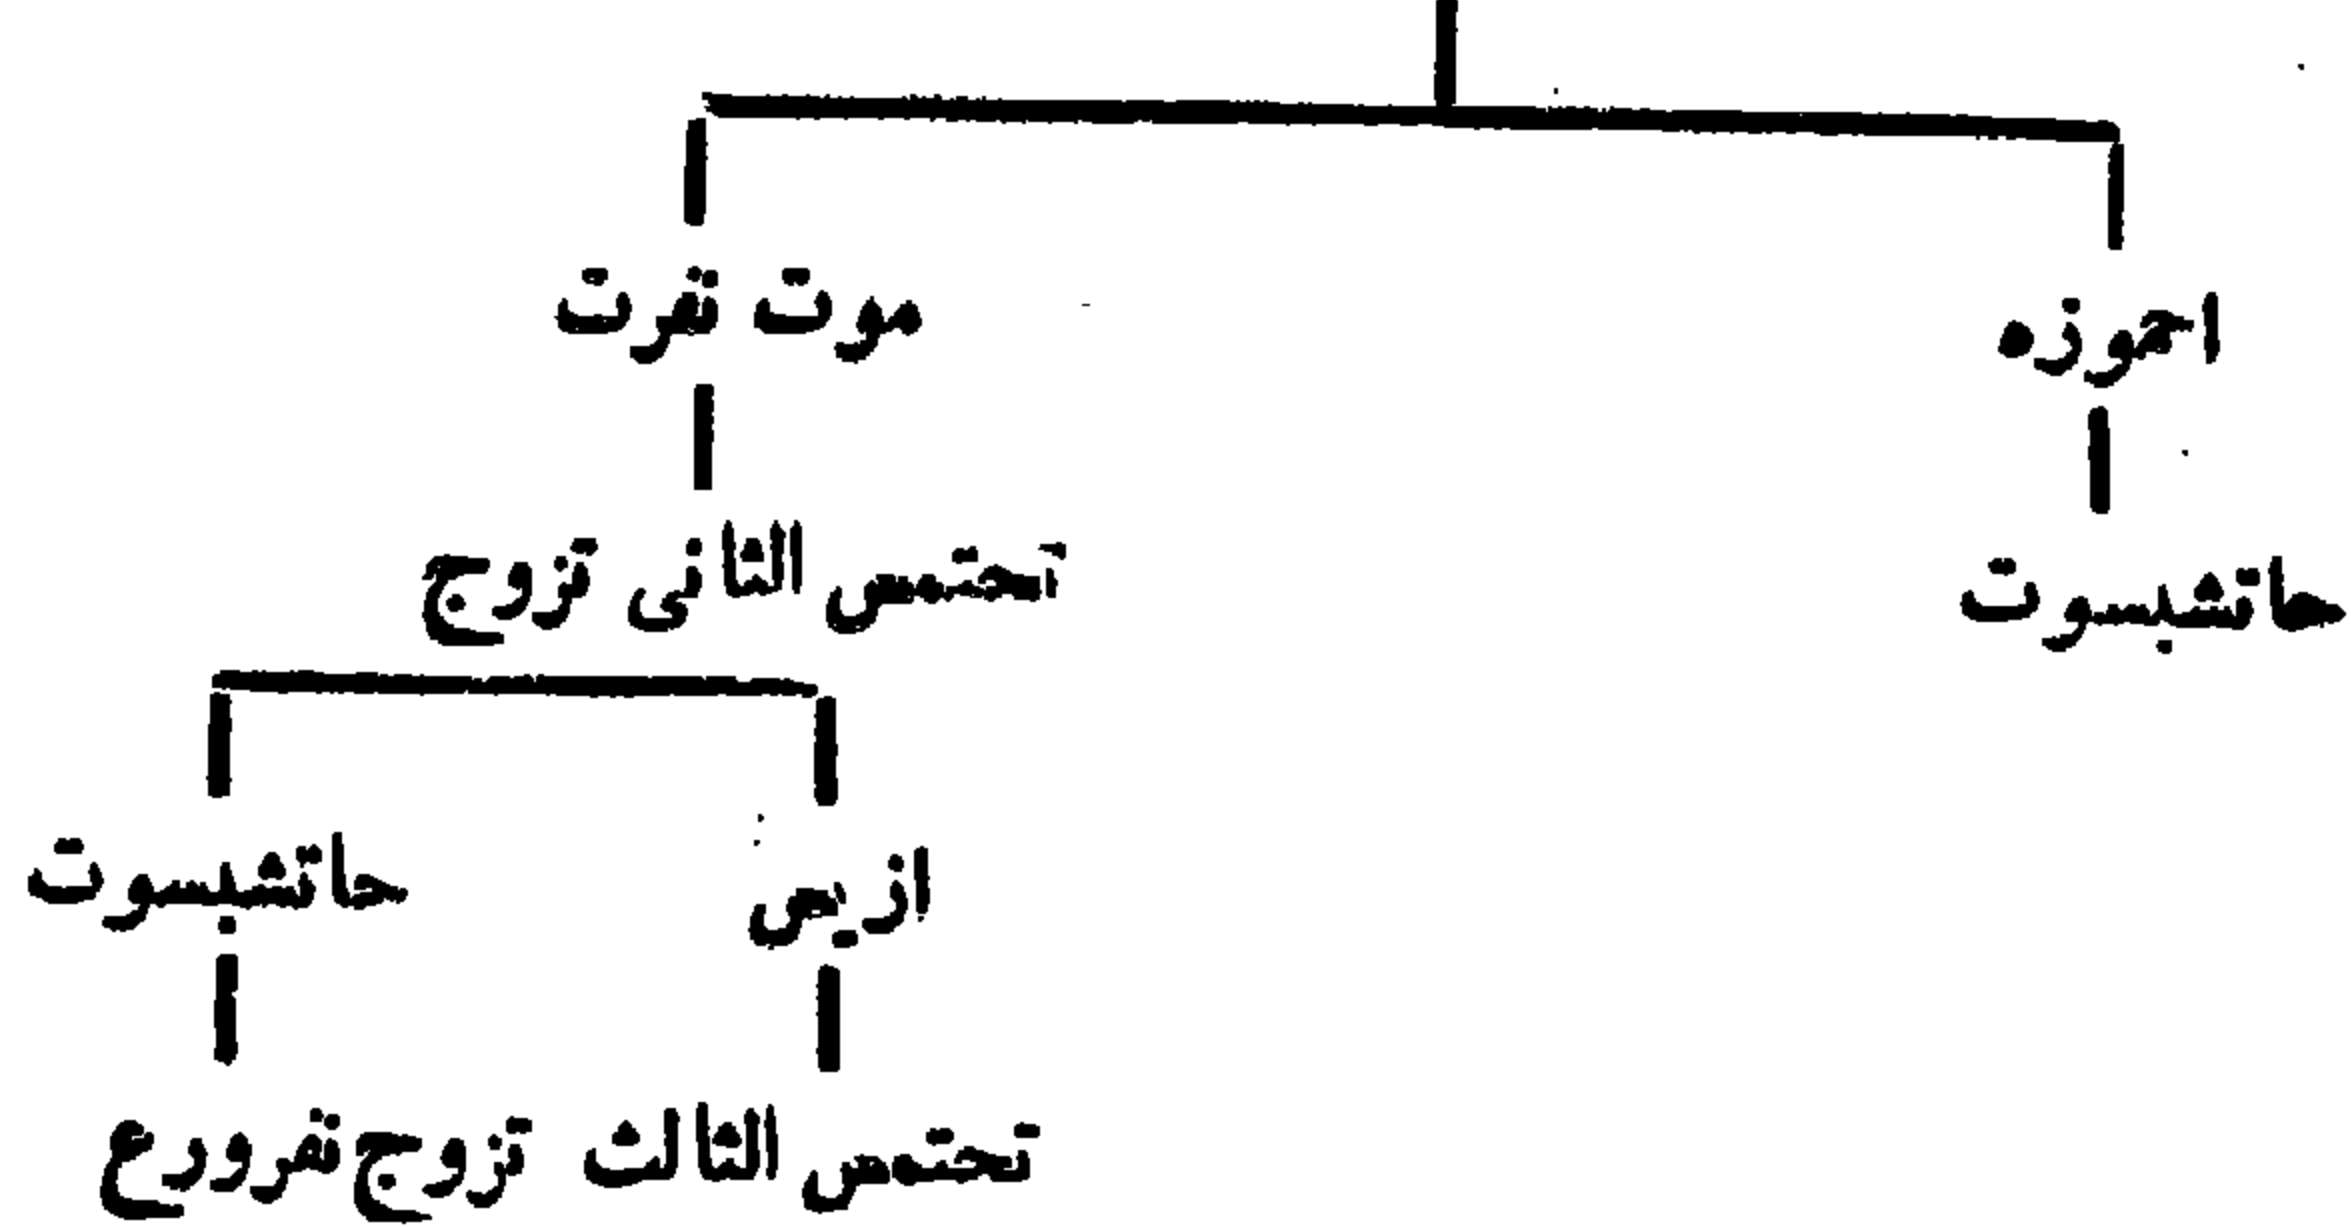 احموزه موت نفرت
حاتشبسوت تحتمس الثانى تزوج
ازيس حاتشبسوت
تحتمس الثالث تزوج نفرورع